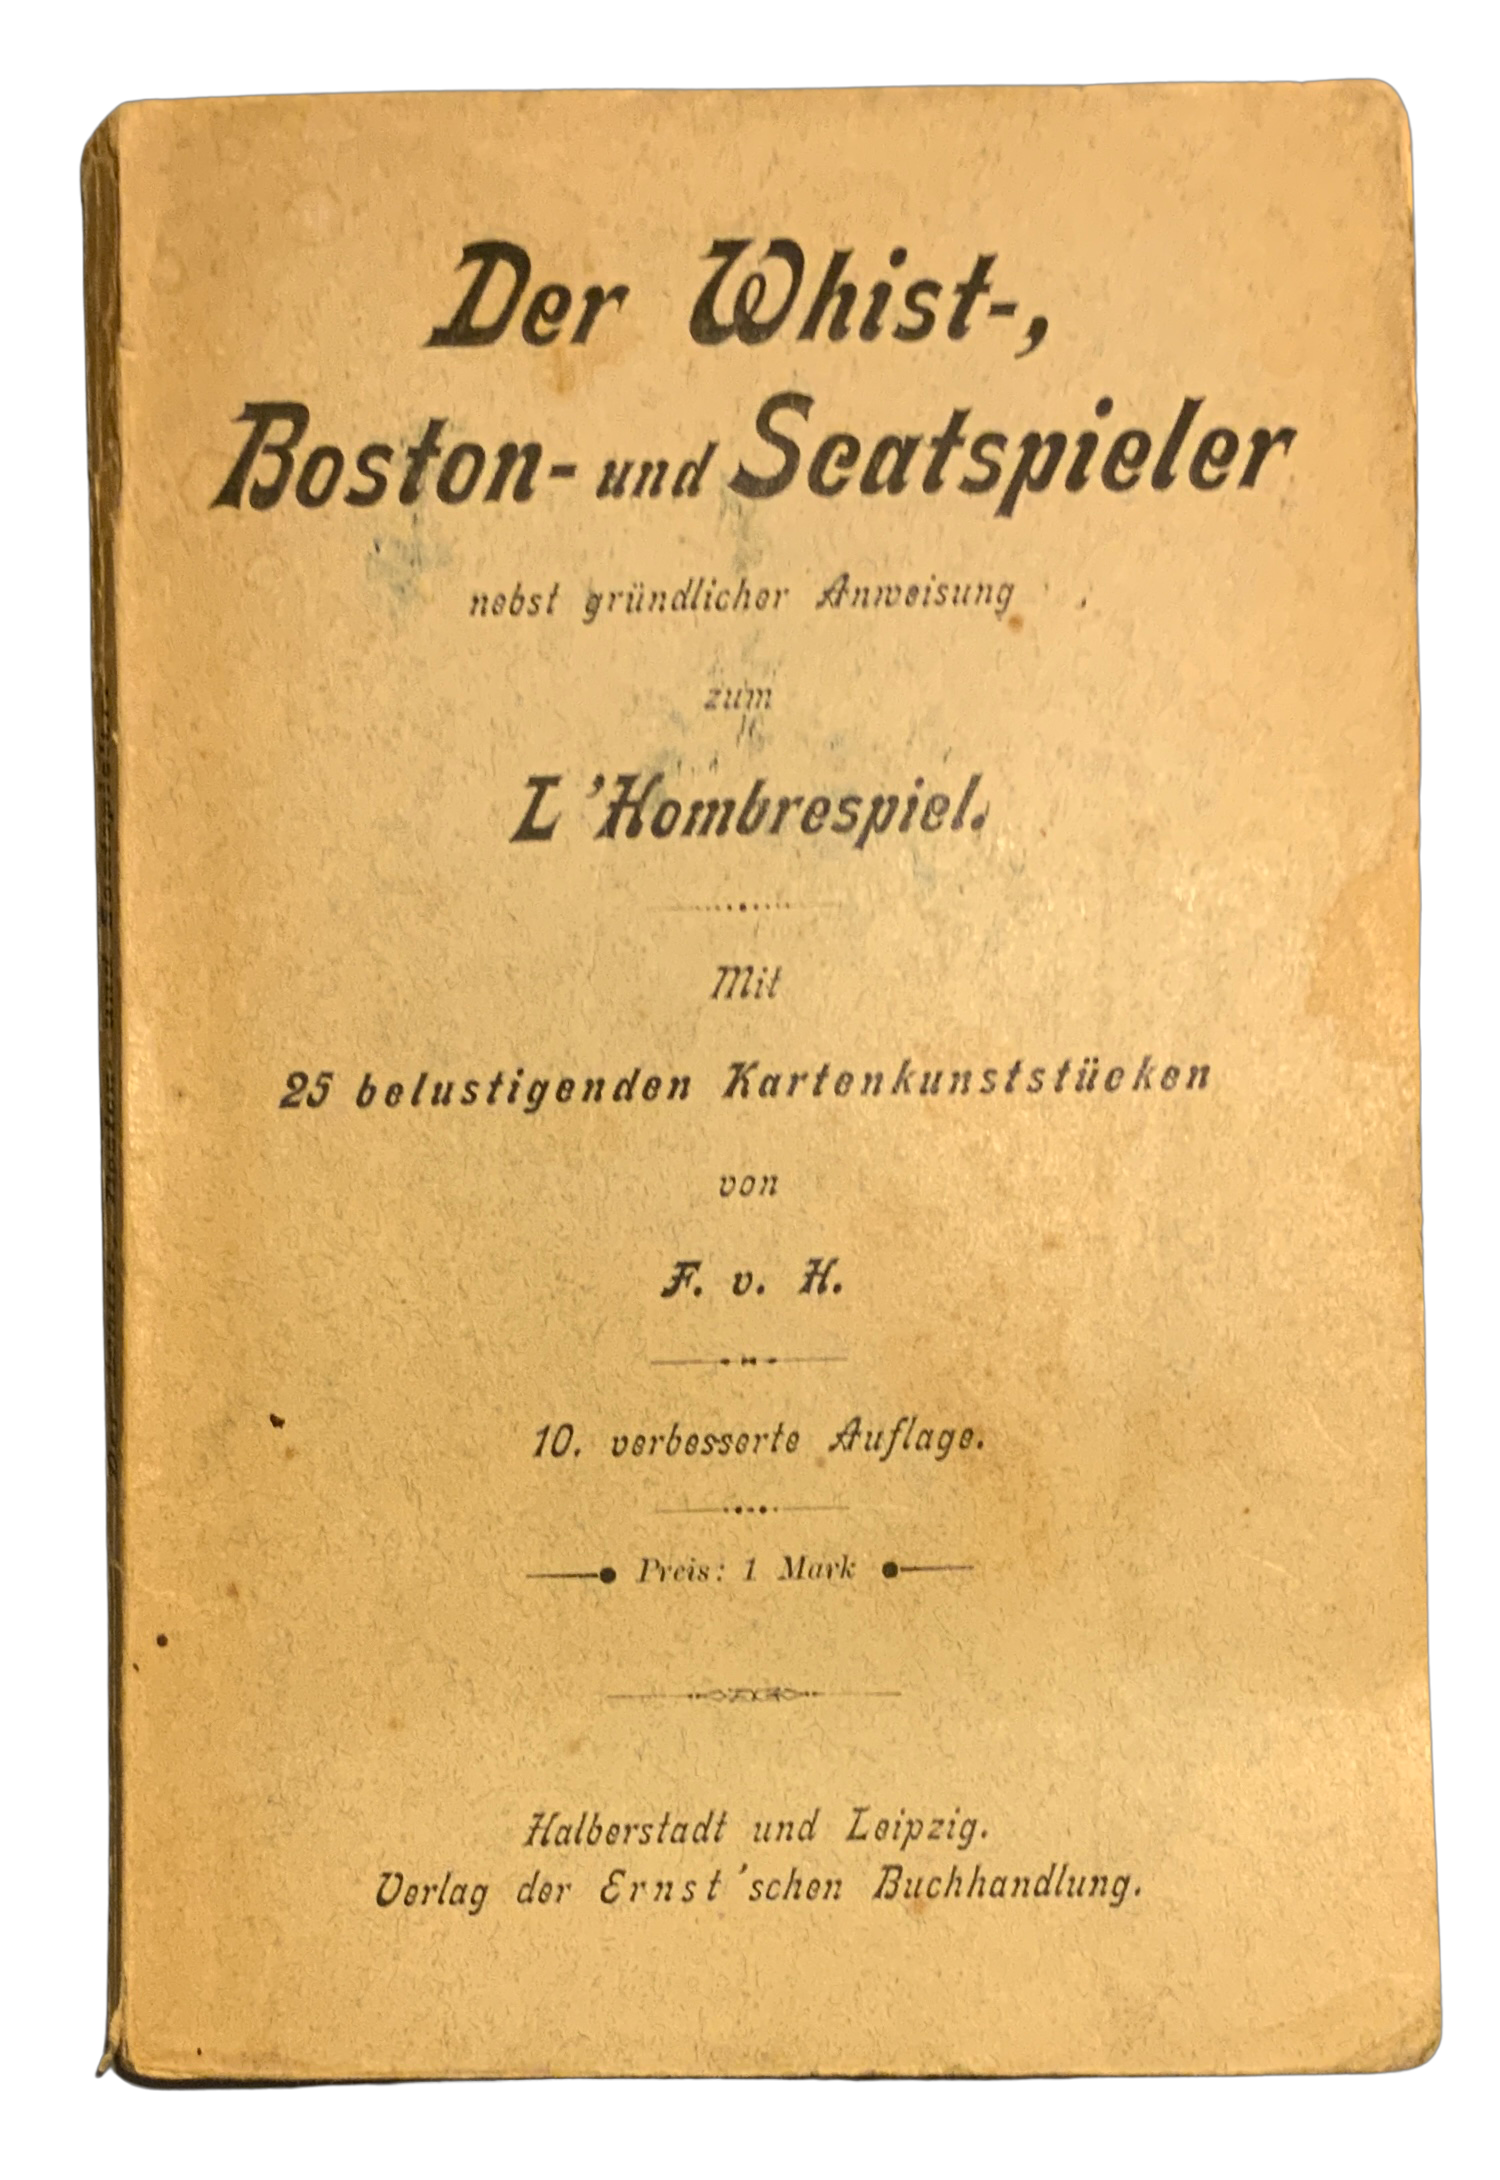 Der Whist-,
Boston- und Scatspieler
nebst gründlicher Anweisung
zum
L'Hombrespiel.
Mit
25 belustigenden Kartenkunststücken
von
F. v. H.
10. verbesserte Auflage.
Preis: 1 Mark
Halberstadt und Leipzig.
Verlag der Ernst'schen Buchhandlung.